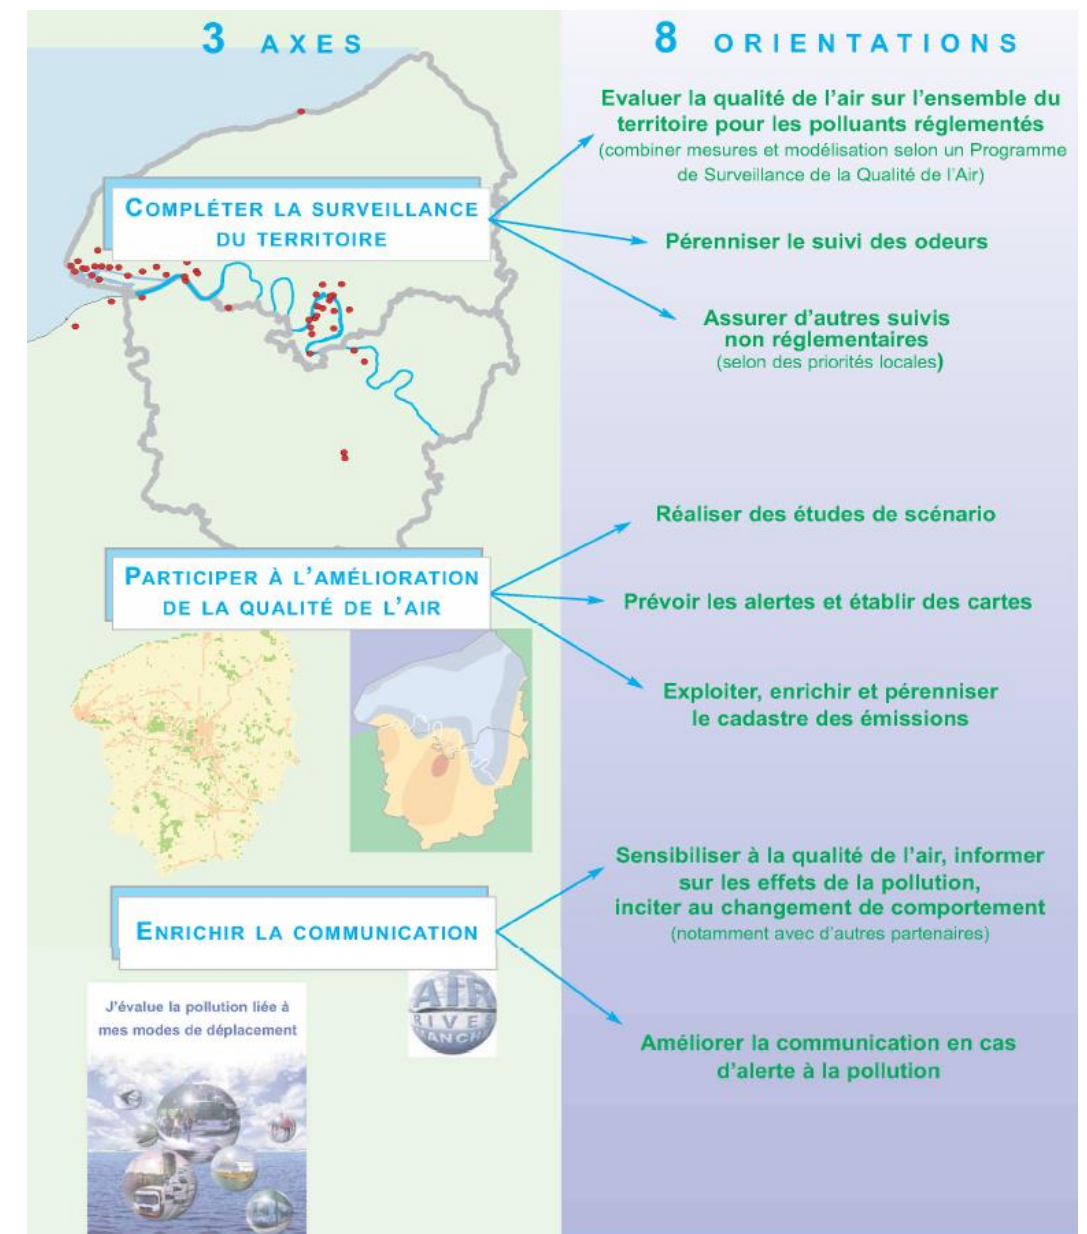 3 AXES
8 ORIENTATIONS
Evaluer la qualité de l'air sur l'ensemble du
territoire pour les polluants réglementés
(combiner mesures et modélisation selon un Programme
de Surveillance de la Qualité de l'Air)
COMPLÉTER LA SURVEILLANCE
DU TERRITOIRE
Pérenniser le suivi des odeurs
Assurer d'autres suivis
non réglementaires
(selon des priorités locales)
Réaliser des études de scénario
PARTICIPER À L'AMÉLIORATION
DE LA QUALITÉ DE L'AIR
Prévoir les alertes et établir des cartes
Exploiter, enrichir et pérenniser
le cadastre des émissions
Sensibiliser à la qualité de l'air, informer
sur les effets de la pollution,
inciter au changement de comportement
(notamment avec d'autres partenaires)
ENRICHIR LA COMMUNICATION
J'évalue la pollution liée à
mes modes de déplacement
AIR
RIVES
MANCHE
Améliorer la communication en cas
d'alerte à la pollution